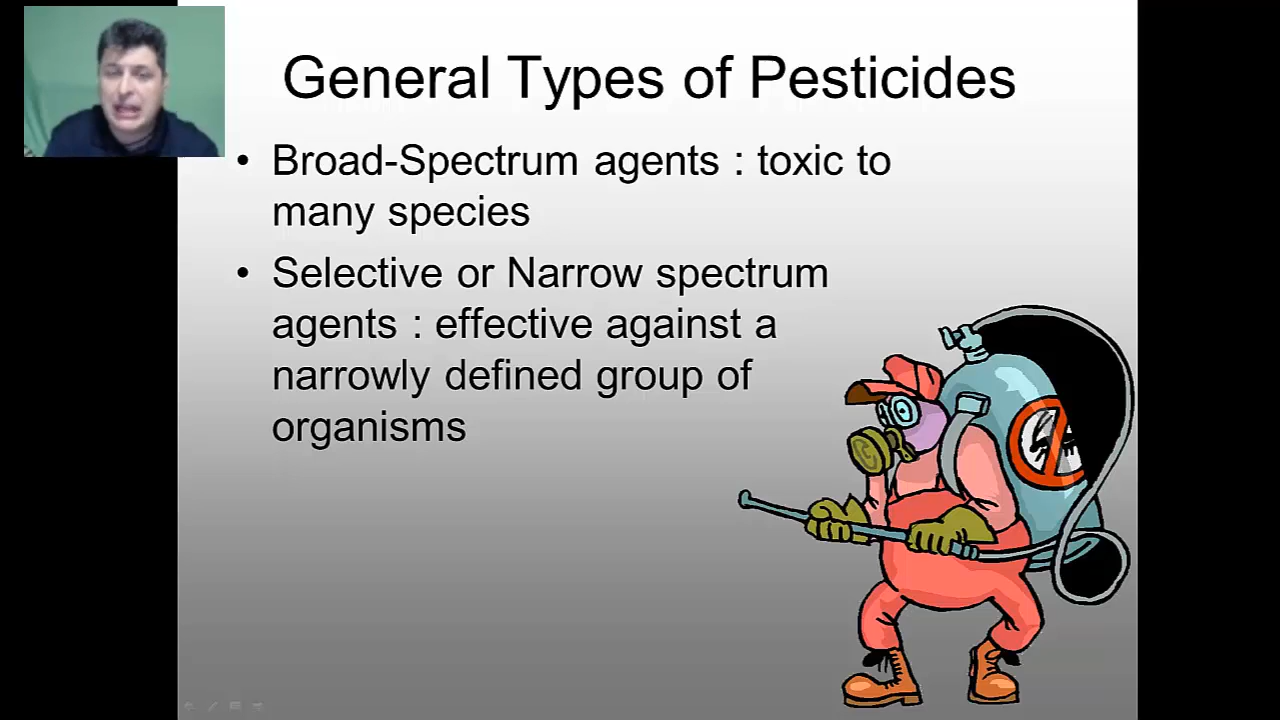 General Types of Pesticides
• Broad-Spectrum agents : toxic to
many species
• Selective or Narrow spectrum
agents : effective against a
narrowly defined group of
organisms